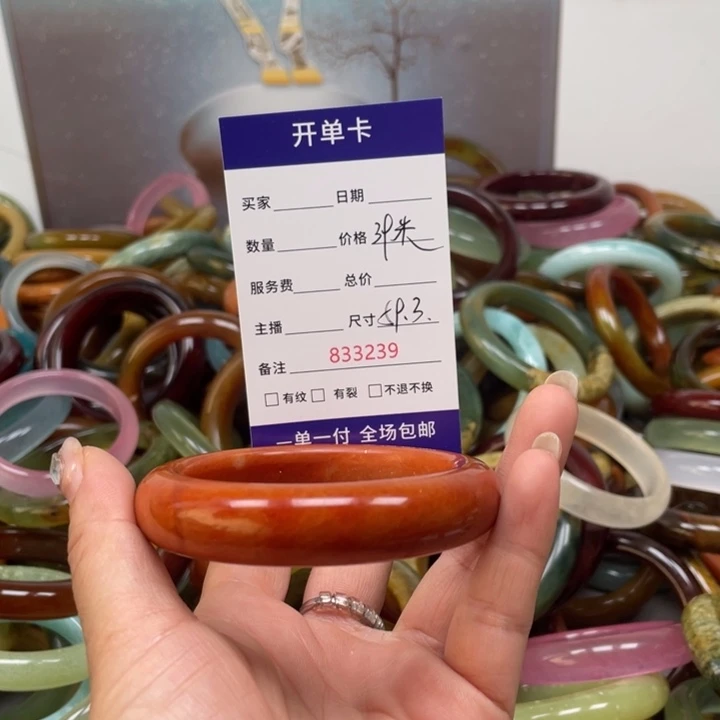 开单卡
买家 日期
数量 价格
服务费 总价
主播 尺寸 59.3.
备注 833239
有纹 有裂 不退不换
一单一付 全场包邮